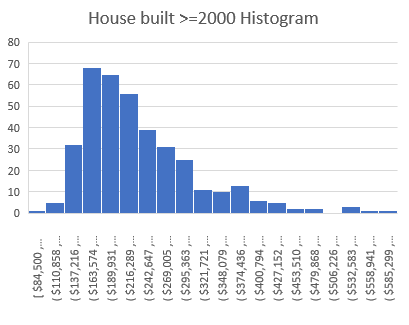 House built >=2000 Histogram
80
70
60
50
40
30
20
10
0
[ $84,500 ,…
( $110,858 ,…
( $137,216 ,…
( $163,574 ,…
( $189,931 ,…
( $216,289 ,…
( $242,647 ,…
( $269,005 ,…
( $295,363 ,…
( $321,721 ,…
( $348,079 ,…
( $374,436 ,…
( $400,794 ,…
( $427,152 ,…
( $453,510 ,…
( $479,868 ,…
( $506,226 ,…
( $532,583 ,…
( $558,941 ,…
( $585,299 ,…